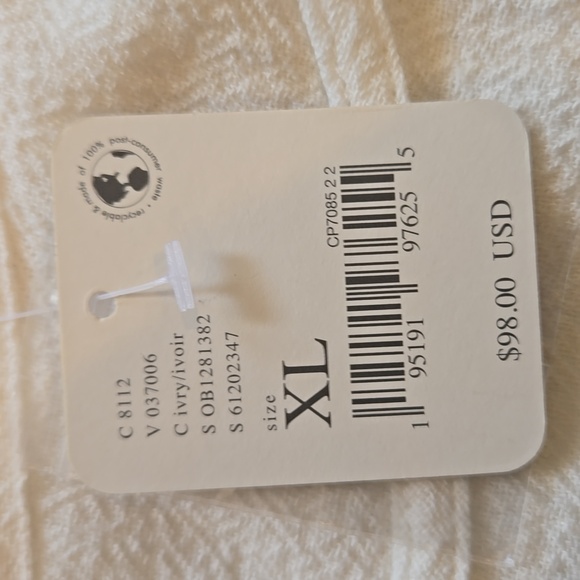 100% post-consumer waste • recyclable & made of
C 8112
V 037006
C ivry/ivoir
S OB1281382
S 61202347
size
XL
CP7085 2 2
1 95191 97625 5
$98.00 USD